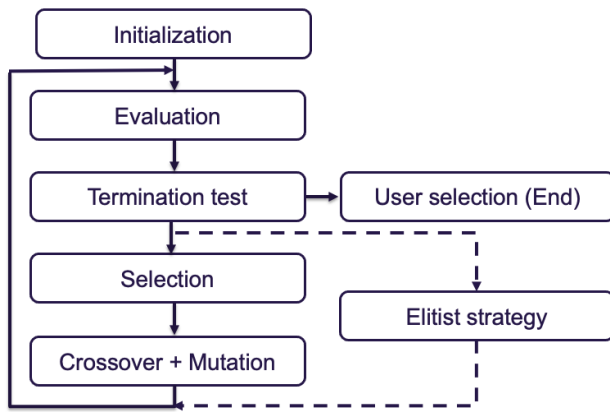 Initialization
Evaluation
Termination test
User selection (End)
Selection
Elitist strategy
Crossover + Mutation